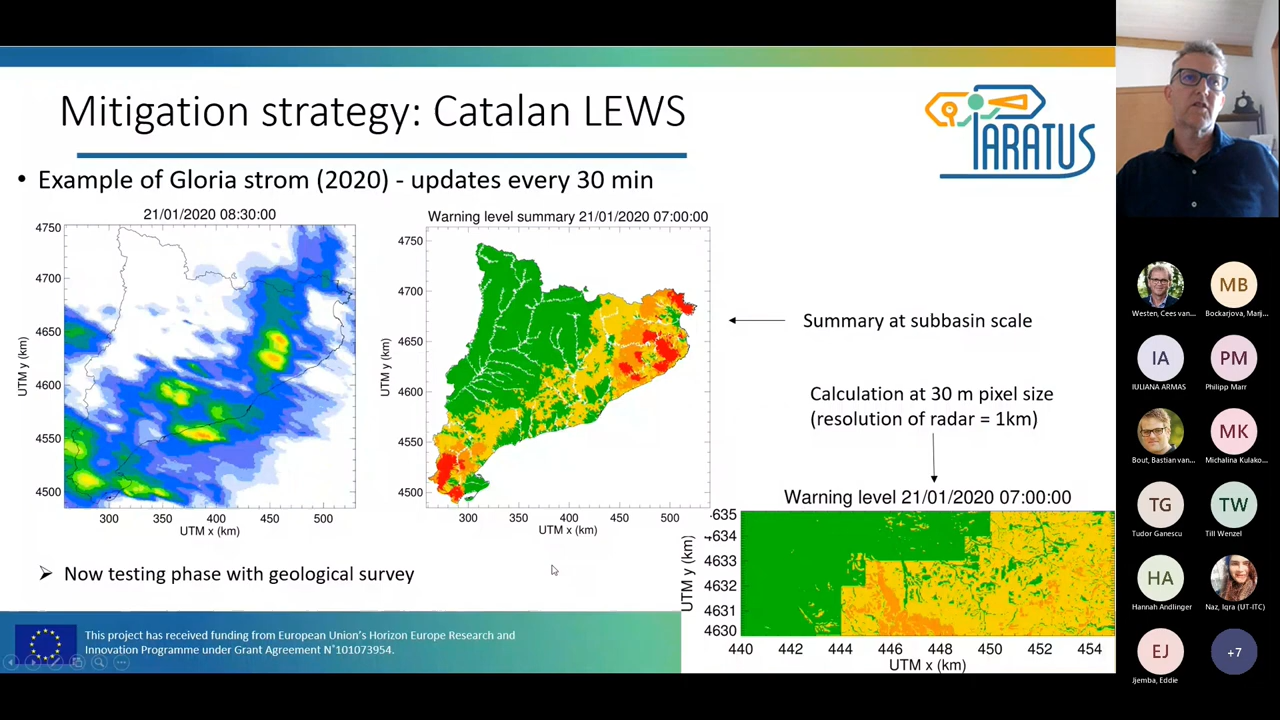 Mitigation strategy: Catalan LEWS
PARATUS
• Example of Gloria strom (2020) - updates every 30 min
21/01/2020 08:30:00
4750
4700
4650
4600
4550
4500
UTM y (km)
300 350 400 450 500
UTM x (km)
Warning level summary 21/01/2020 07:00:00
4750
4700
4650
4600
4550
4500
UTM y (km)
300 350 400 450 500
UTM x (km)
Summary at subbasin scale
Calculation at 30 m pixel size
(resolution of radar = 1km)
Warning level 21/01/2020 07:00:00
4633
4632
4631
4630
UTM y (km)
440 442 444 446 448 450 452 454
UTM x (km)
➢ Now testing phase with geological survey
This project has received funding from European Union's Horizon Europe Research and
Innovation Programme under Grant Agreement N°101073954.
Westen, Cees van...
MB
Bockarjova, Marij...
IA
IULIANA ARMAS
PM
Philipp Marr
Bout, Bastian van...
MK
Michalina Kulako...
TG
Tudor Ganescu
TW
Till Wenzel
HA
Hannah Andlinger
Naz, Iqra (UT-ITC)
EJ
Jjemba, Eddie
+7